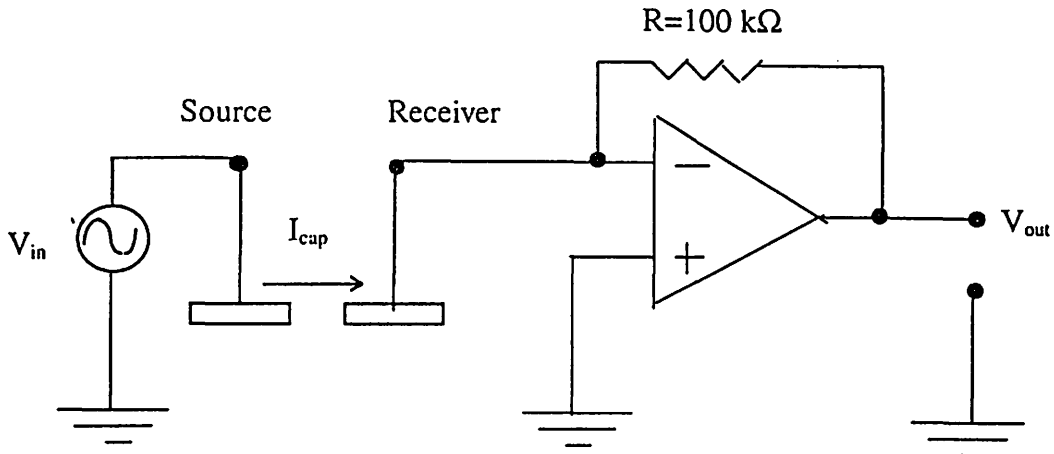 R=100 kΩ
Source
Receiver
V_in
I_cap
−
+
V_out